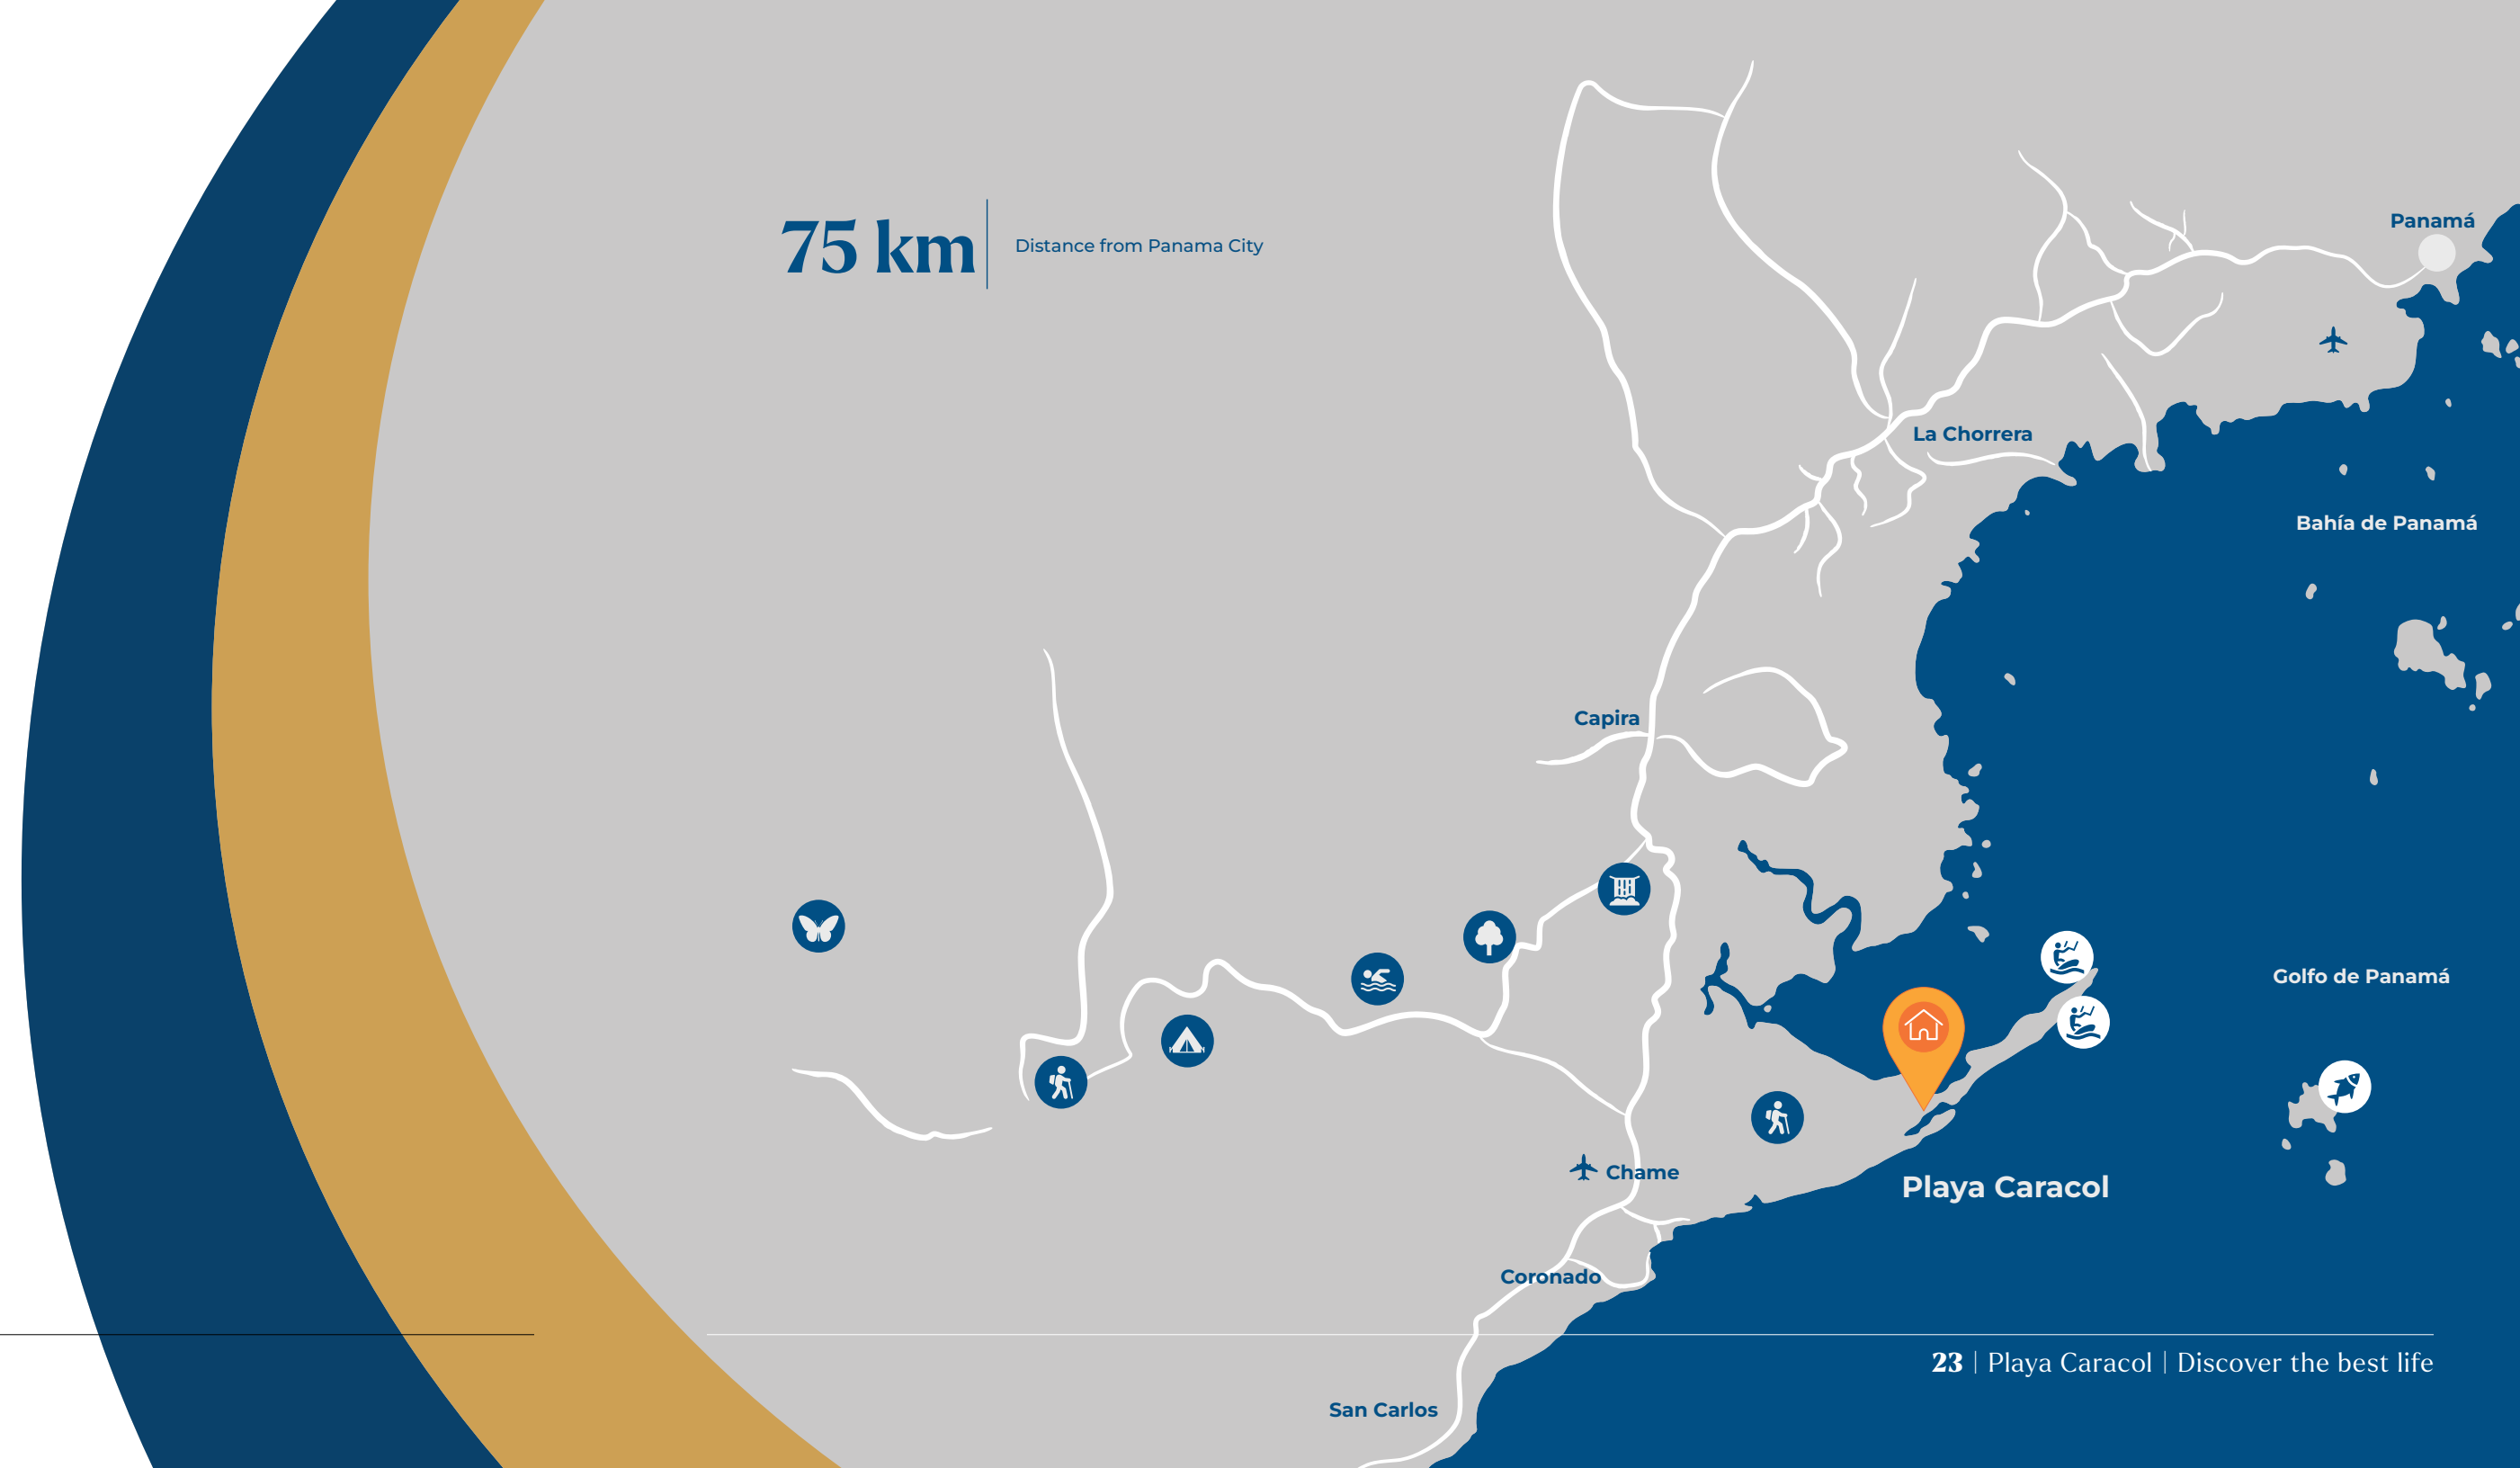 75 km
Distance from Panama City
Panamá
La Chorrera
Bahía de Panamá
Capira
Golfo de Panamá
Chame
Playa Caracol
Coronado
23 | Playa Caracol | Discover the best life
San Carlos